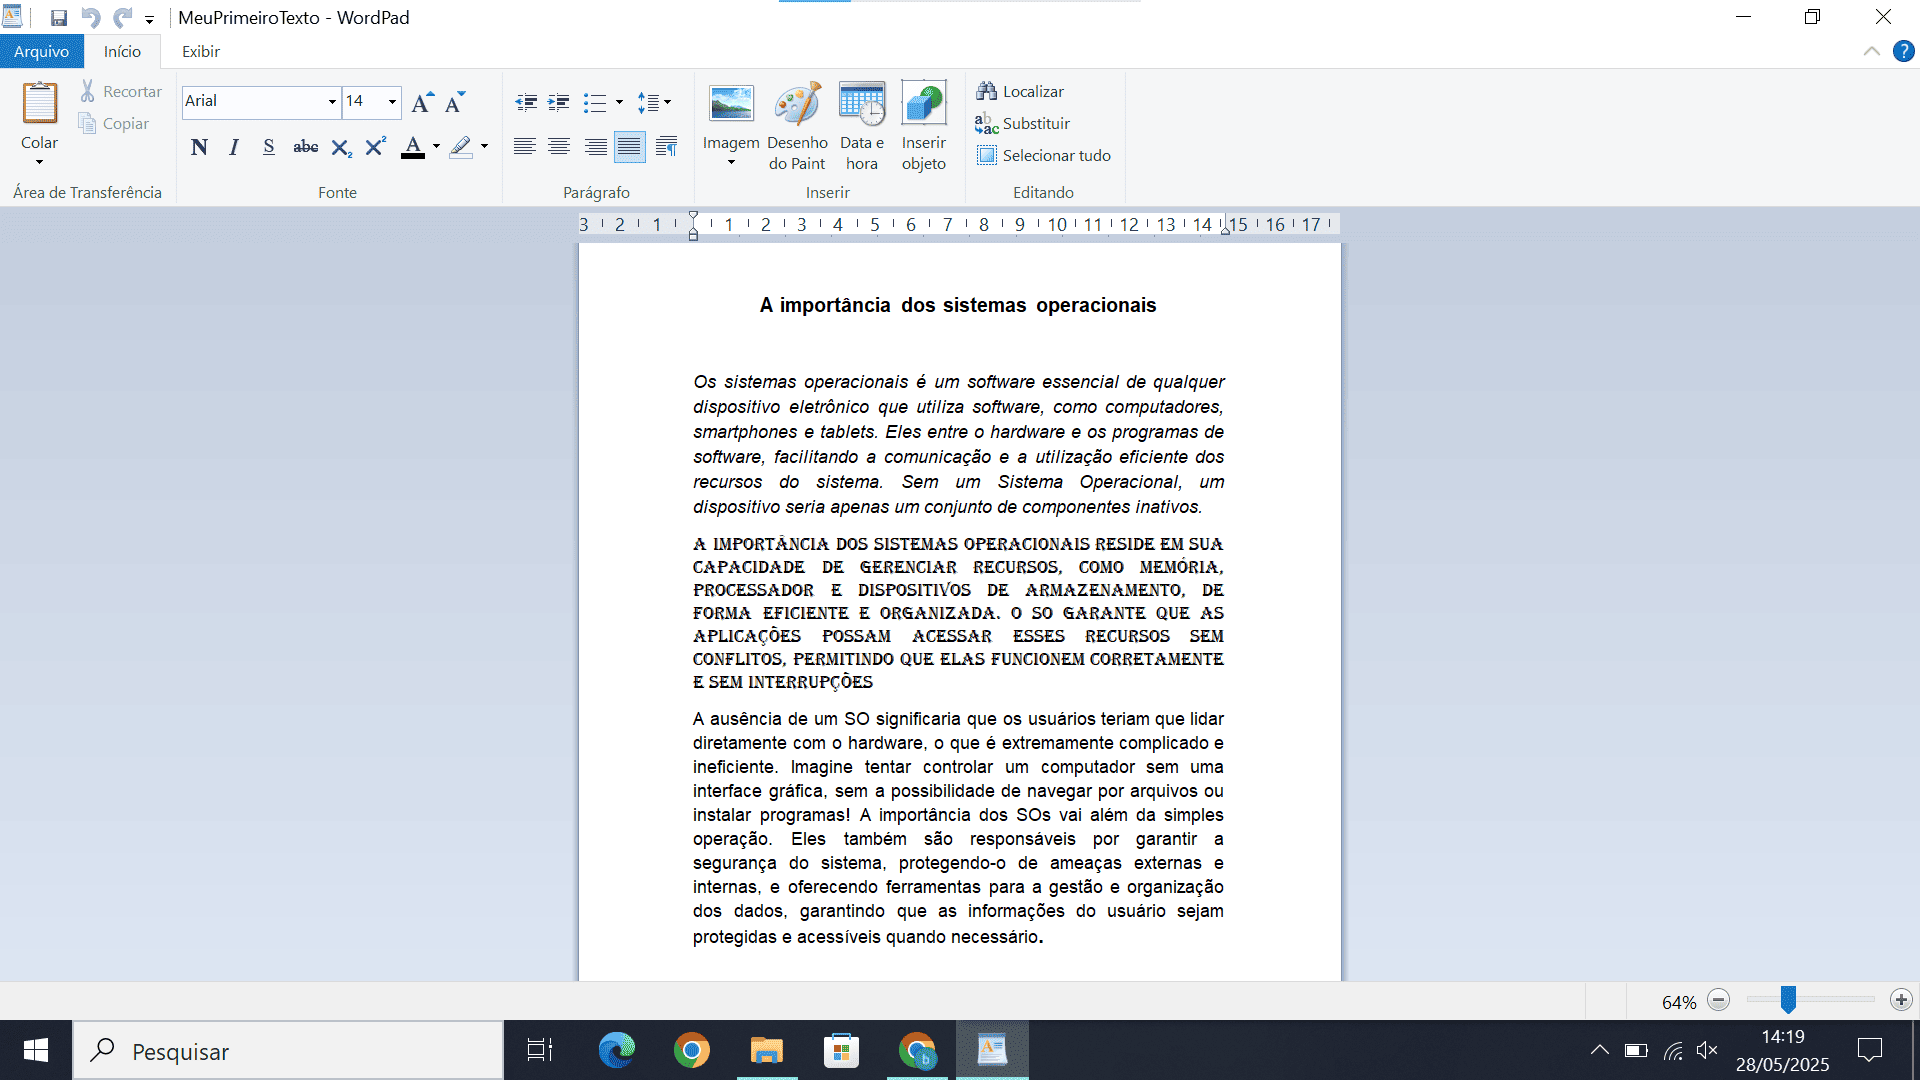 MeuPrimeiroTexto - WordPad
Arquivo Início Exibir
Colar Recortar Copiar
Arial 14
N I S abc X₂ X²
Imagem Desenho do Paint Data e hora Inserir objeto
Localizar
Substituir
Selecionar tudo
Área de Transferência Fonte Parágrafo Inserir Editando
3 2 1 1 2 3 4 5 6 7 8 9 10 11 12 13 14 15 16 17
A importância dos sistemas operacionais
Os sistemas operacionais é um software essencial de qualquer
dispositivo eletrônico que utiliza software, como computadores,
smartphones e tablets. Eles entre o hardware e os programas de
software, facilitando a comunicação e a utilização eficiente dos
recursos do sistema. Sem um Sistema Operacional, um
dispositivo seria apenas um conjunto de componentes inativos.
A IMPORTÂNCIA DOS SISTEMAS OPERACIONAIS RESIDE EM SUA
CAPACIDADE DE GERENCIAR RECURSOS, COMO MEMÓRIA,
PROCESSADOR E DISPOSITIVOS DE ARMAZENAMENTO, DE
FORMA EFICIENTE E ORGANIZADA. O SO GARANTE QUE AS
APLICAÇÕES POSSAM ACESSAR ESSES RECURSOS SEM
CONFLITOS, PERMITINDO QUE ELAS FUNCIONEM CORRETAMENTE
E SEM INTERRUPÇÕES
A ausência de um SO significaria que os usuários teriam que lidar
diretamente com o hardware, o que é extremamente complicado e
ineficiente. Imagine tentar controlar um computador sem uma
interface gráfica, sem a possibilidade de navegar por arquivos ou
instalar programas! A importância dos SOs vai além da simples
operação. Eles também são responsáveis por garantir a
segurança do sistema, protegendo-o de ameaças externas e
internas, e oferecendo ferramentas para a gestão e organização
dos dados, garantindo que as informações do usuário sejam
protegidas e acessíveis quando necessário.
64%
Pesquisar
14:19
28/05/2025